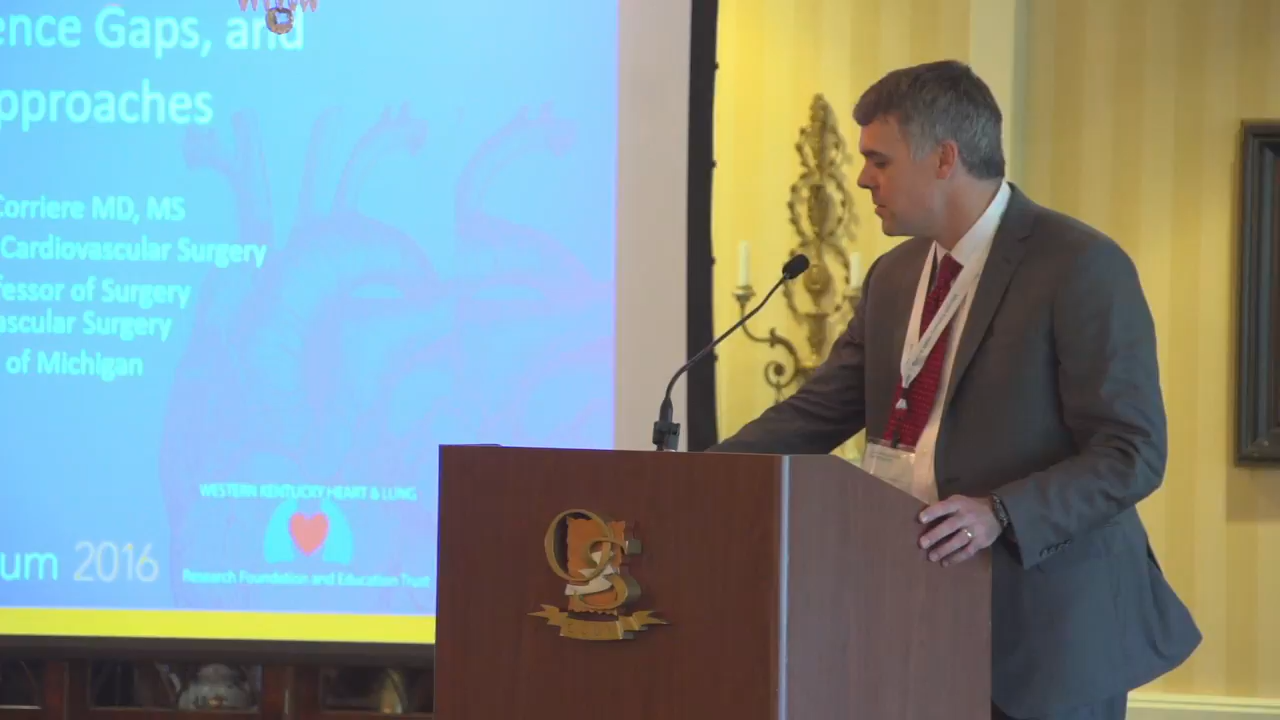 ence Gaps, and
pproaches
Corriere MD, MS
Cardiovascular Surgery
fessor of Surgery
ascular Surgery
of Michigan
WESTERN KENTUCKY HEART & LUNG
Research Foundation and Education Trust
um 2016
QS